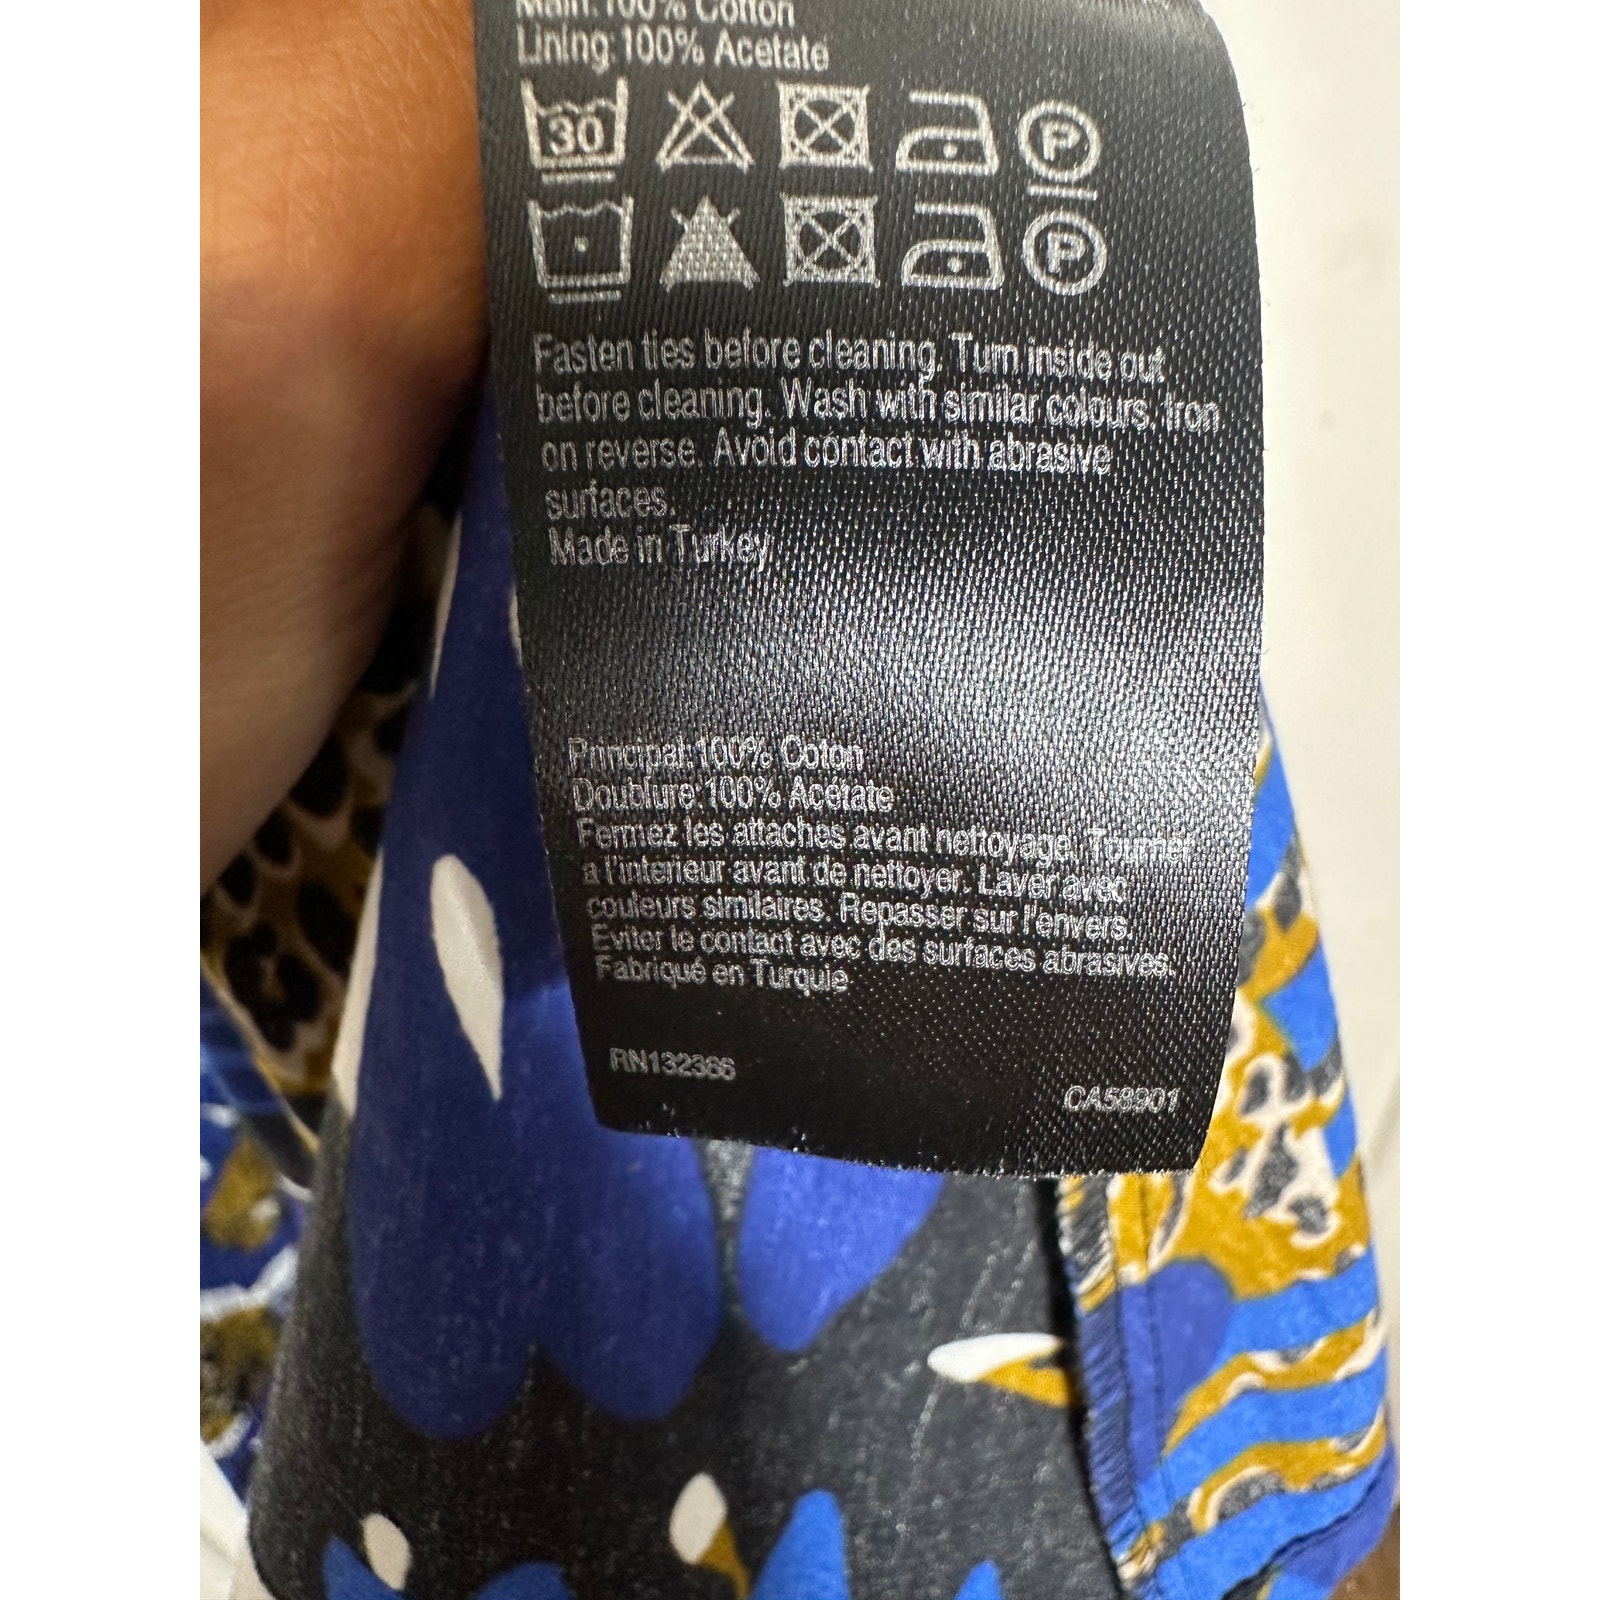 Main:100% Cotton
Lining:100% Acetate
30 P
P
Fasten ties before cleaning. Turn inside out
before cleaning. Wash with similar colours. Iron
on reverse. Avoid contact with abrasive
surfaces.
Made in Turkey
Principal:100% Coton
Doublure:100% Acétate
Fermez les attaches avant nettoyage. Tourner
a l'interieur avant de nettoyer. Laver avec
couleurs similaires. Repasser sur l'envers.
Eviter le contact avec des surfaces abrasives.
Fabriqué en Turquie
RN132366
CA58901